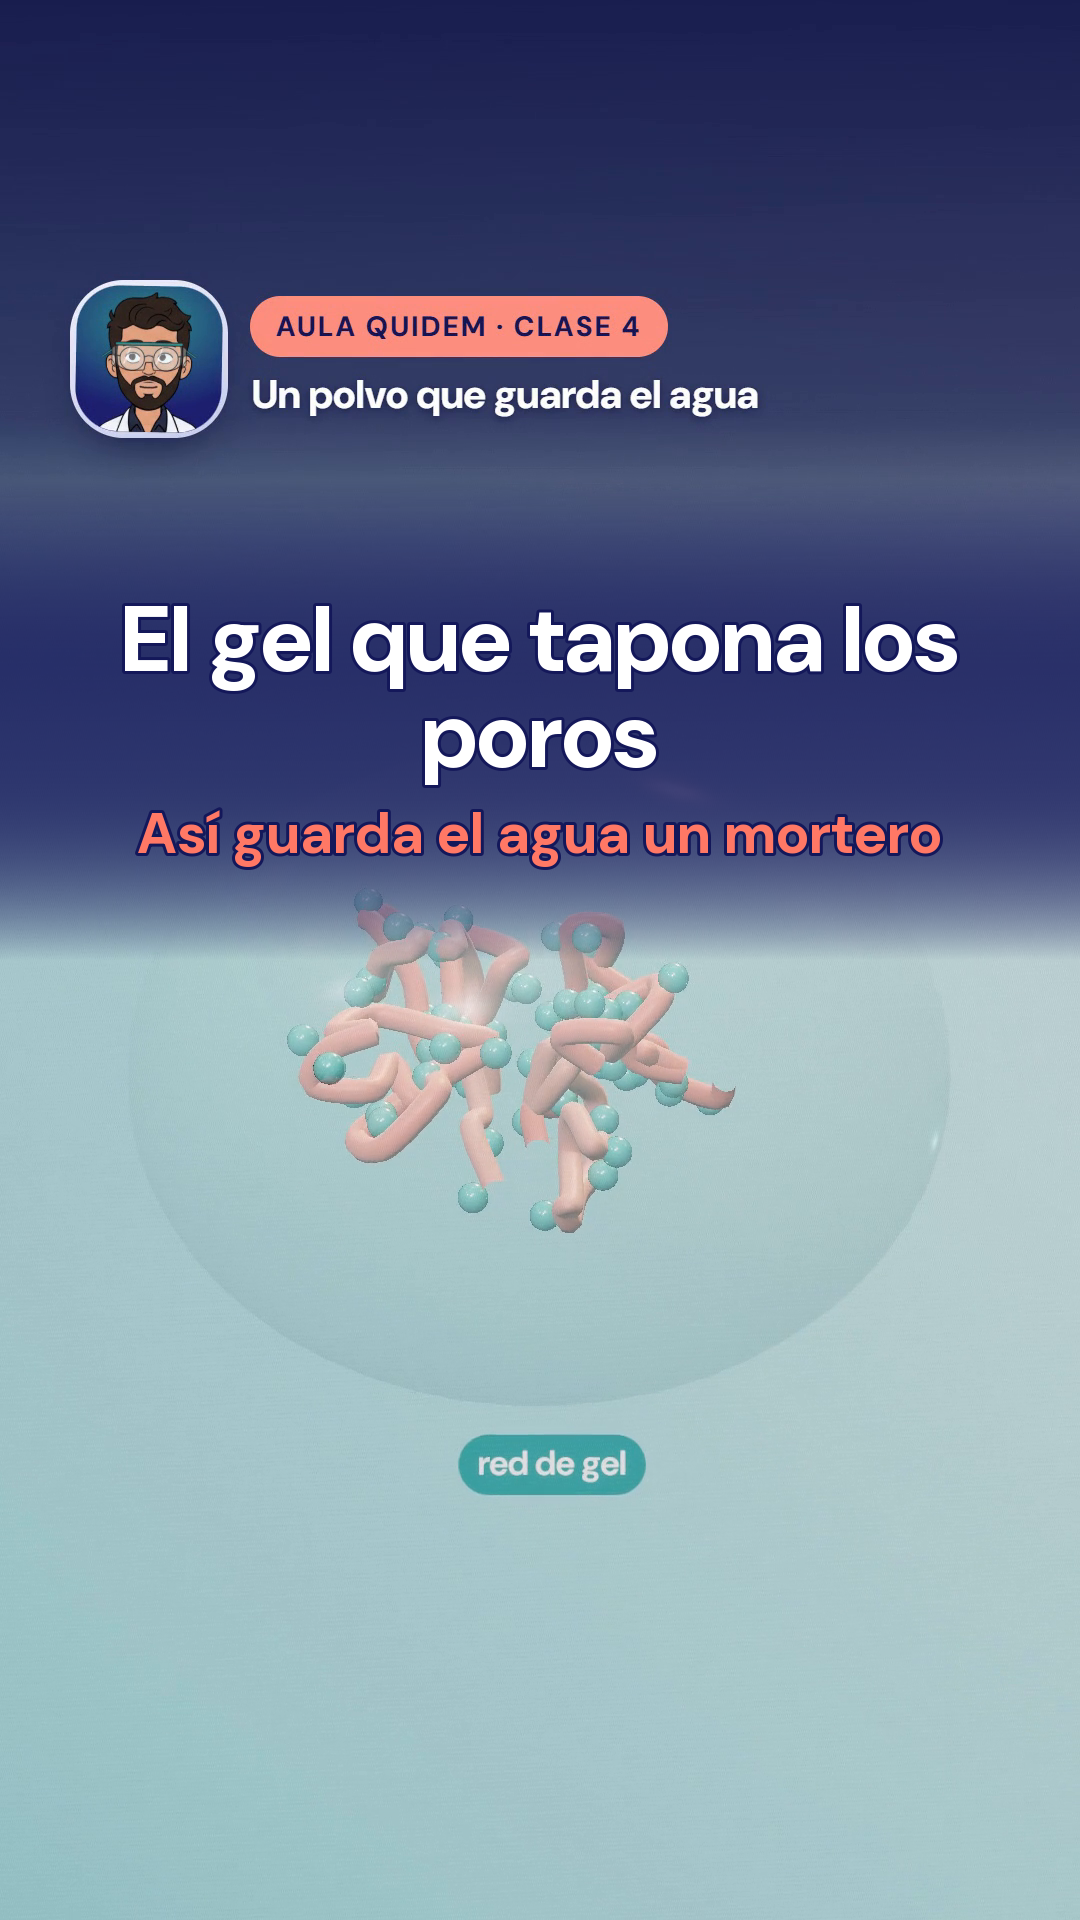 AULA QUIDEM · CLASE 4
Un polvo que guarda el agua
El gel que tapona los
poros
Así guarda el agua un mortero
red de gel